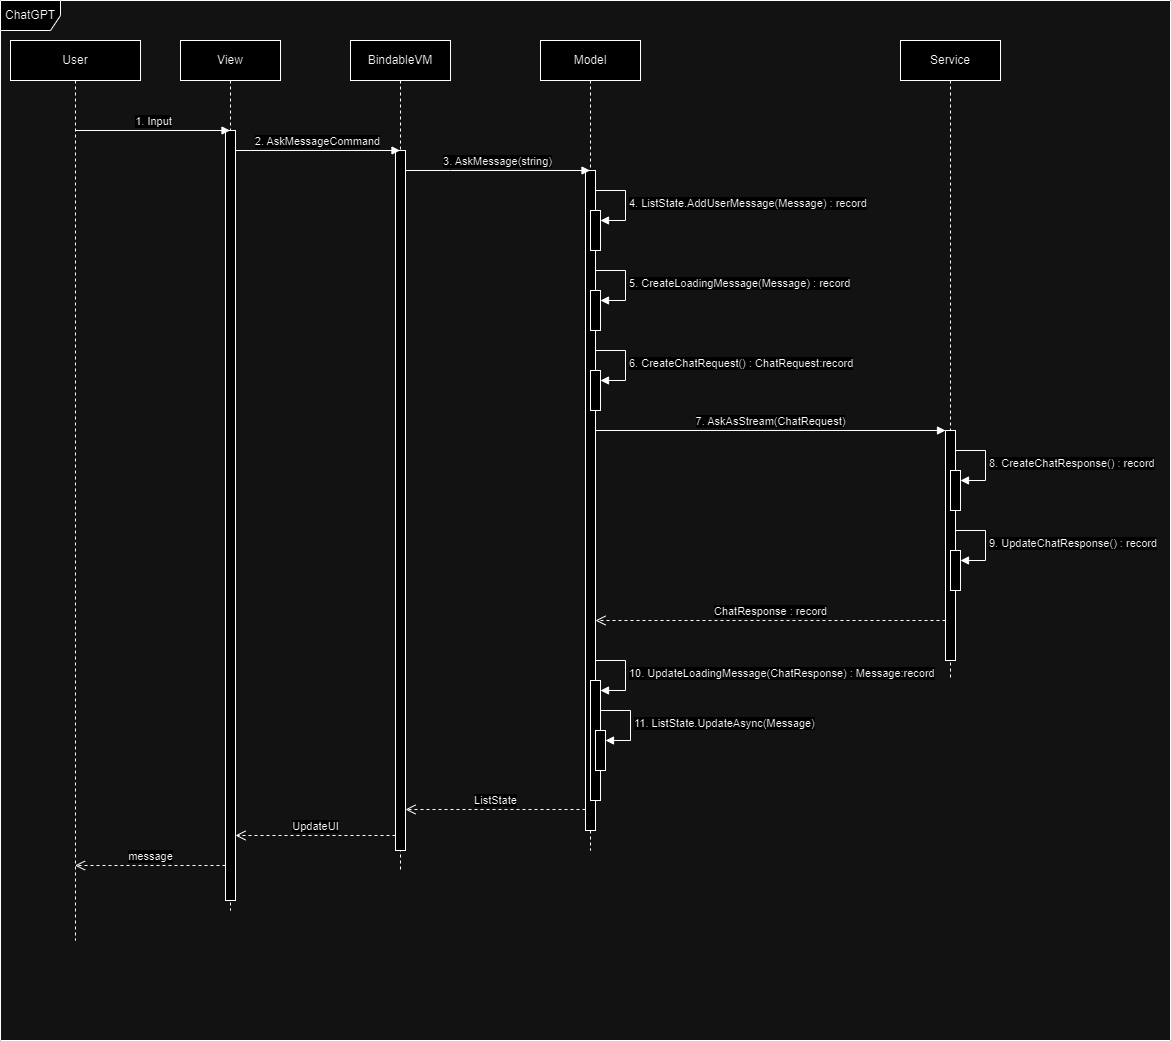 ChatGPT
User
View
BindableVM
Model
Service
1. Input
2. AskMessageCommand
3. AskMessage(string)
4. ListState.AddUserMessage(Message) : record
5. CreateLoadingMessage(Message) : record
6. CreateChatRequest() : ChatRequest:record
7. AskAsStream(ChatRequest)
8. CreateChatResponse() : record
9. UpdateChatResponse() : record
ChatResponse : record
10. UpdateLoadingMessage(ChatResponse) : Message:record
11. ListState.UpdateAsync(Message)
ListState
UpdateUI
message